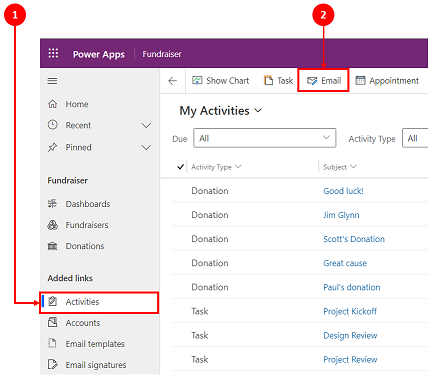 1 2
Power Apps Fundraiser
Show Chart Task Email Appointment
Home
Recent
Pinned
Fundraiser
Dashboards
Fundraisers
Donations
Added links
Activities
Accounts
Email templates
Email signatures
My Activities
Due All Activity Type All
Activity Type Subject
Donation Good luck!
Donation Jim Glynn
Donation Scott's Donation
Donation Great cause
Donation Paul's donation
Task Project Kickoff
Task Design Review
Task Project Review